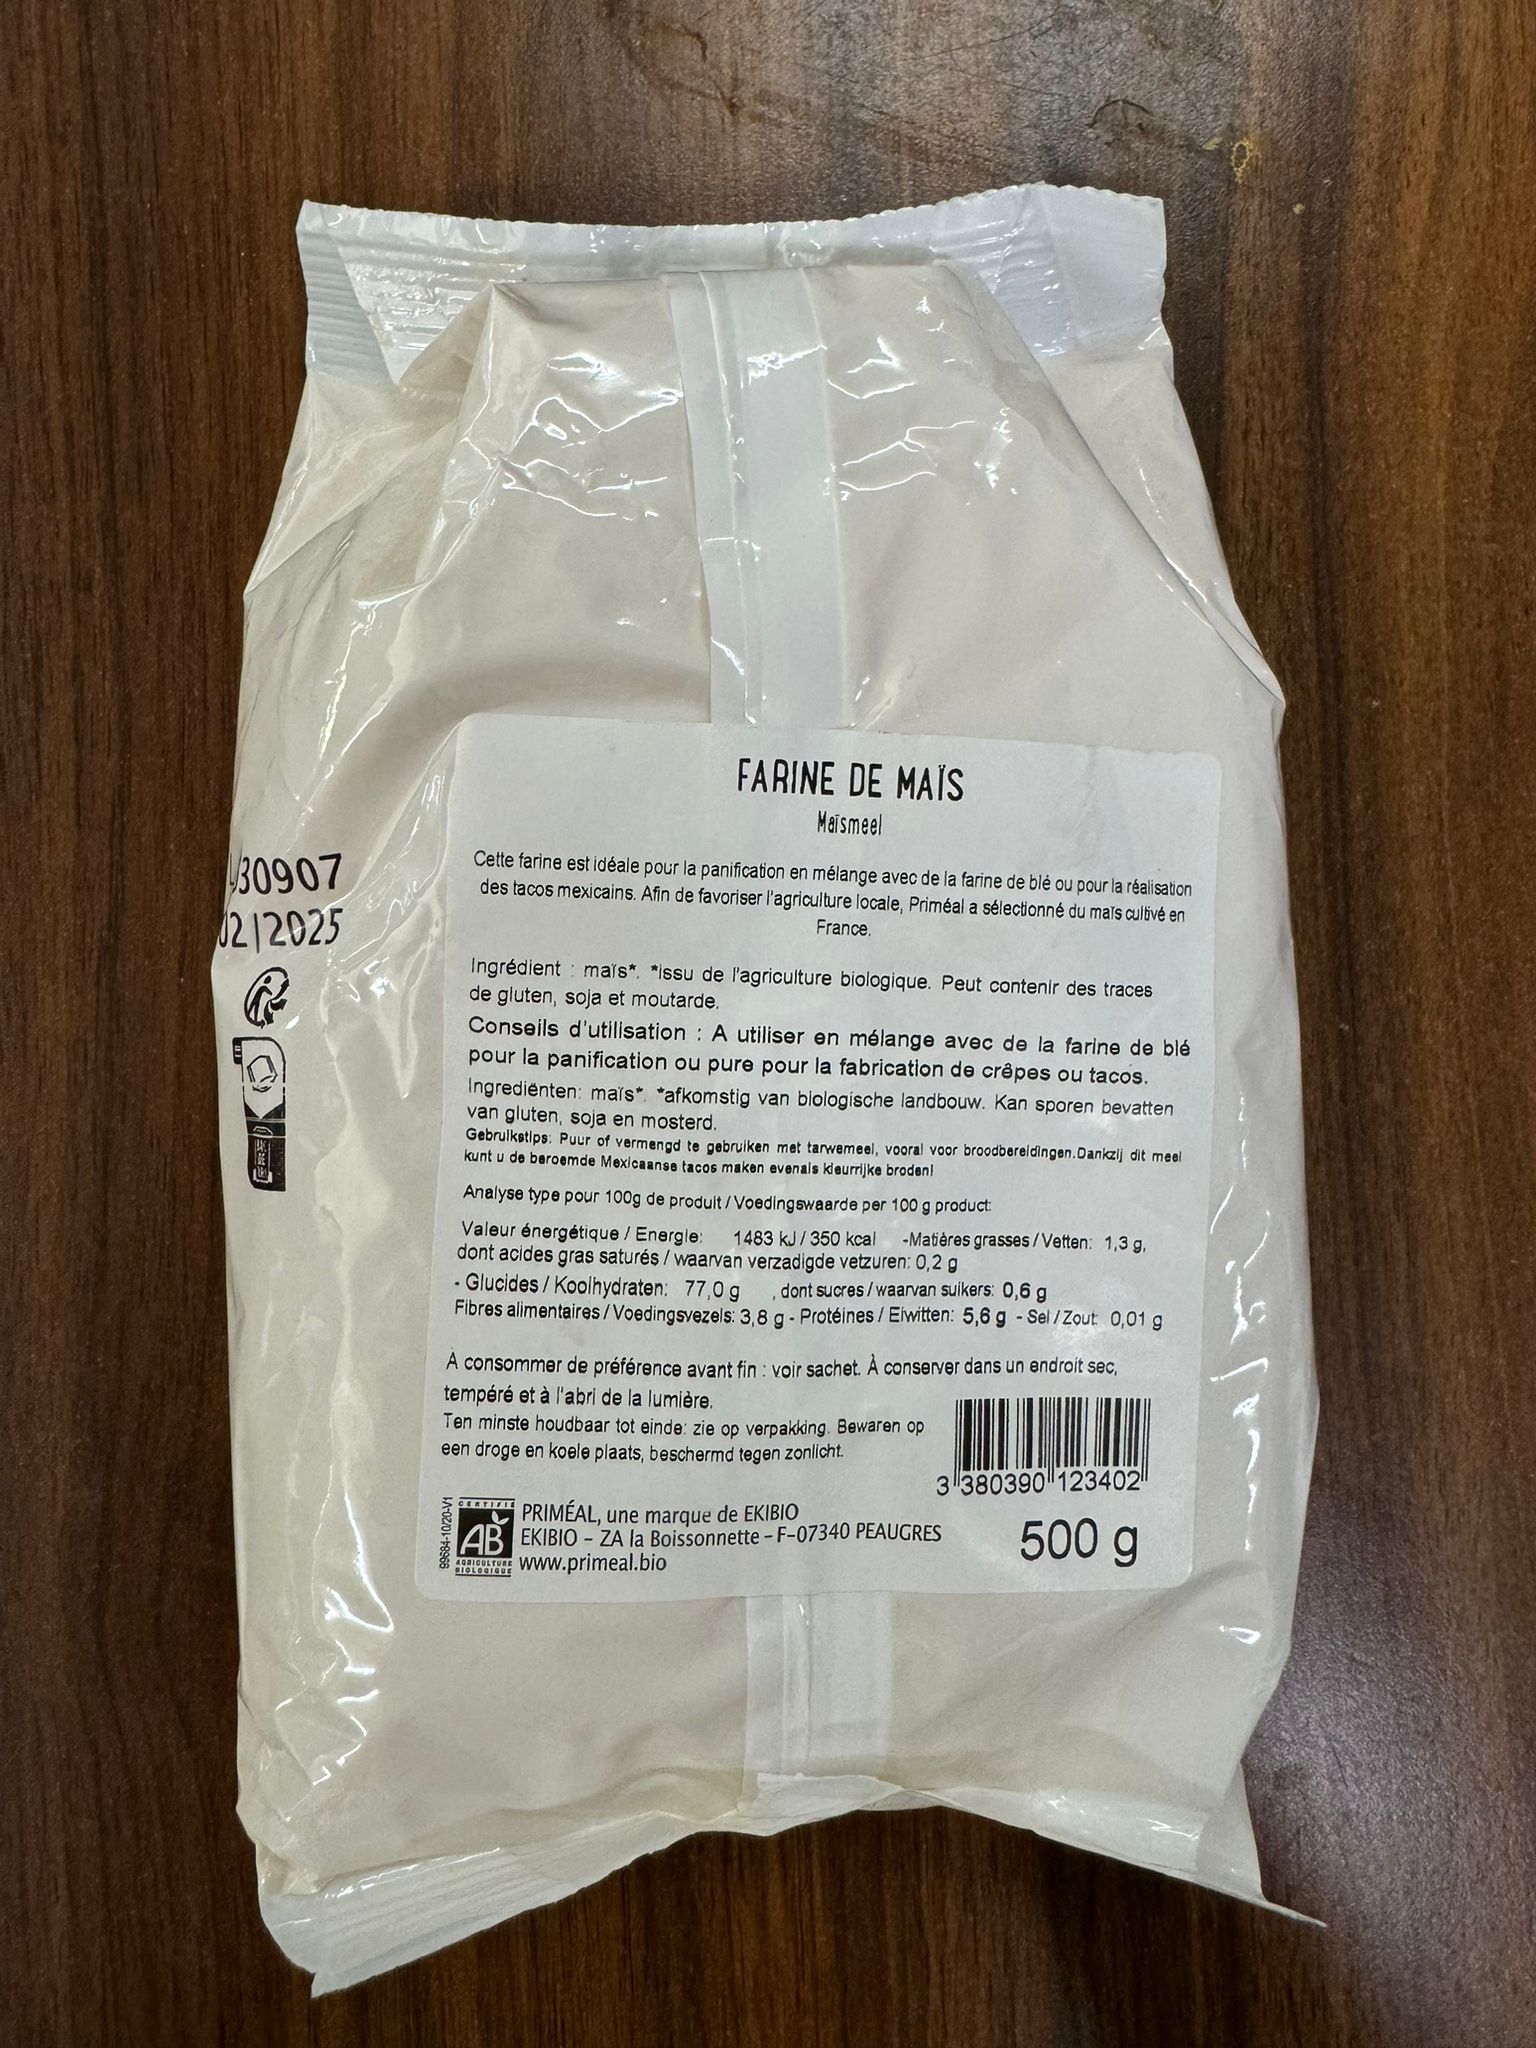 FARINE DE MAÏS
Maïsmeel
Cette farine est idéale pour la panification en mélange avec de la farine de blé ou pour la réalisation
des tacos mexicains. Afin de favoriser l'agriculture locale, Priméal a sélectionné du maïs cultivé en
France.
Ingrédient : maïs*. *issu de l'agriculture biologique. Peut contenir des traces
de gluten, soja et moutarde.
Conseils d'utilisation : A utiliser en mélange avec de la farine de blé
pour la panification ou pure pour la fabrication de crêpes ou tacos.
Ingrediënten: maïs*. *afkomstig van biologische landbouw. Kan sporen bevatten
van gluten, soja en mosterd.
Gebruikstips: Puur of vermengd te gebruiken met tarwemeel, vooral voor broodbereidingen.Dankzij dit meel
kunt u de beroemde Mexicaanse tacos maken evenals kleurrijke broden!
Analyse type pour 100g de produit / Voedingswaarde per 100 g product:
Valeur énergétique / Energie: 1483 kJ / 350 kcal -Matières grasses / Vetten: 1,3 g,
dont acides gras saturés / waarvan verzadigde vetzuren: 0,2 g
- Glucides / Koolhydraten: 77,0 g , dont sucres / waarvan suikers: 0,6 g
Fibres alimentaires / Voedingsvezels: 3,8 g - Protéines / Eiwitten: 5,6 g - Sel / Zout: 0,01 g
À consommer de préférence avant fin : voir sachet. À conserver dans un endroit sec,
tempéré et à l'abri de la lumière.
Ten minste houdbaar tot einde: zie op verpakking. Bewaren op
een droge en koele plaats, beschermd tegen zonlicht.
3 380390 123402
500 g
CERTIFIÉ
AB
AGRICULTURE
BIOLOGIQUE
PRIMÉAL, une marque de EKIBIO
EKIBIO – ZA la Boissonnette – F-07340 PEAUGRES
www.primeal.bio
99684-10/20-V1
30907
02/2025
FR